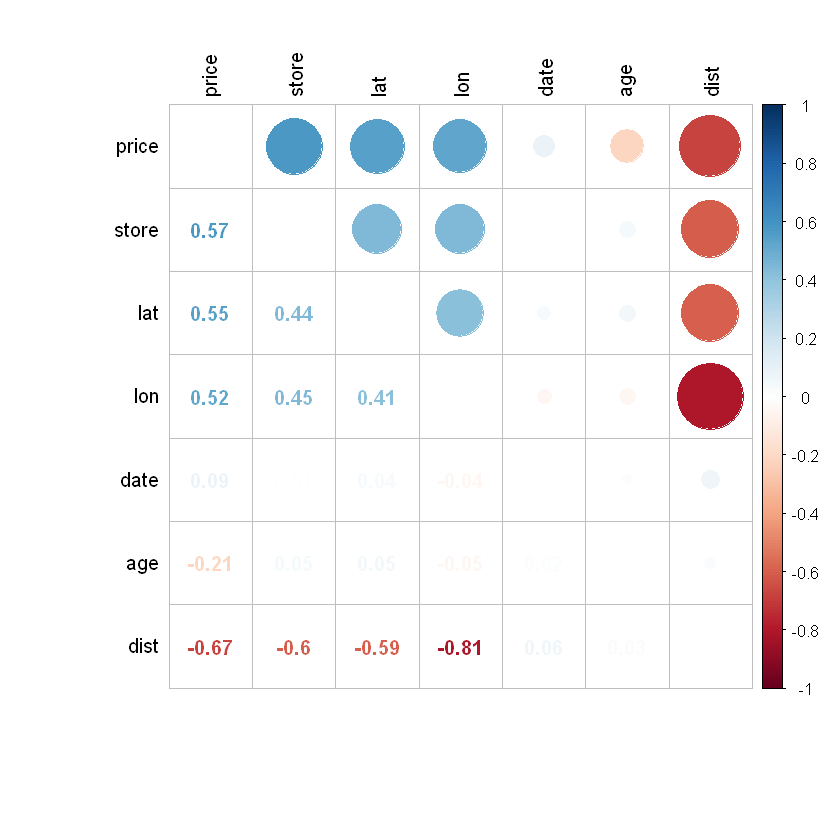 price store lat lon date age dist
price
store 0.57
lat 0.55 0.44
lon 0.52 0.45 0.41
date 0.09 0.04 -0.04
age -0.21 0.05 0.05 -0.05 0.02
dist -0.67 -0.6 -0.59 -0.81 0.06 0.03
1
0.8
0.6
0.4
0.2
0
-0.2
-0.4
-0.6
-0.8
-1